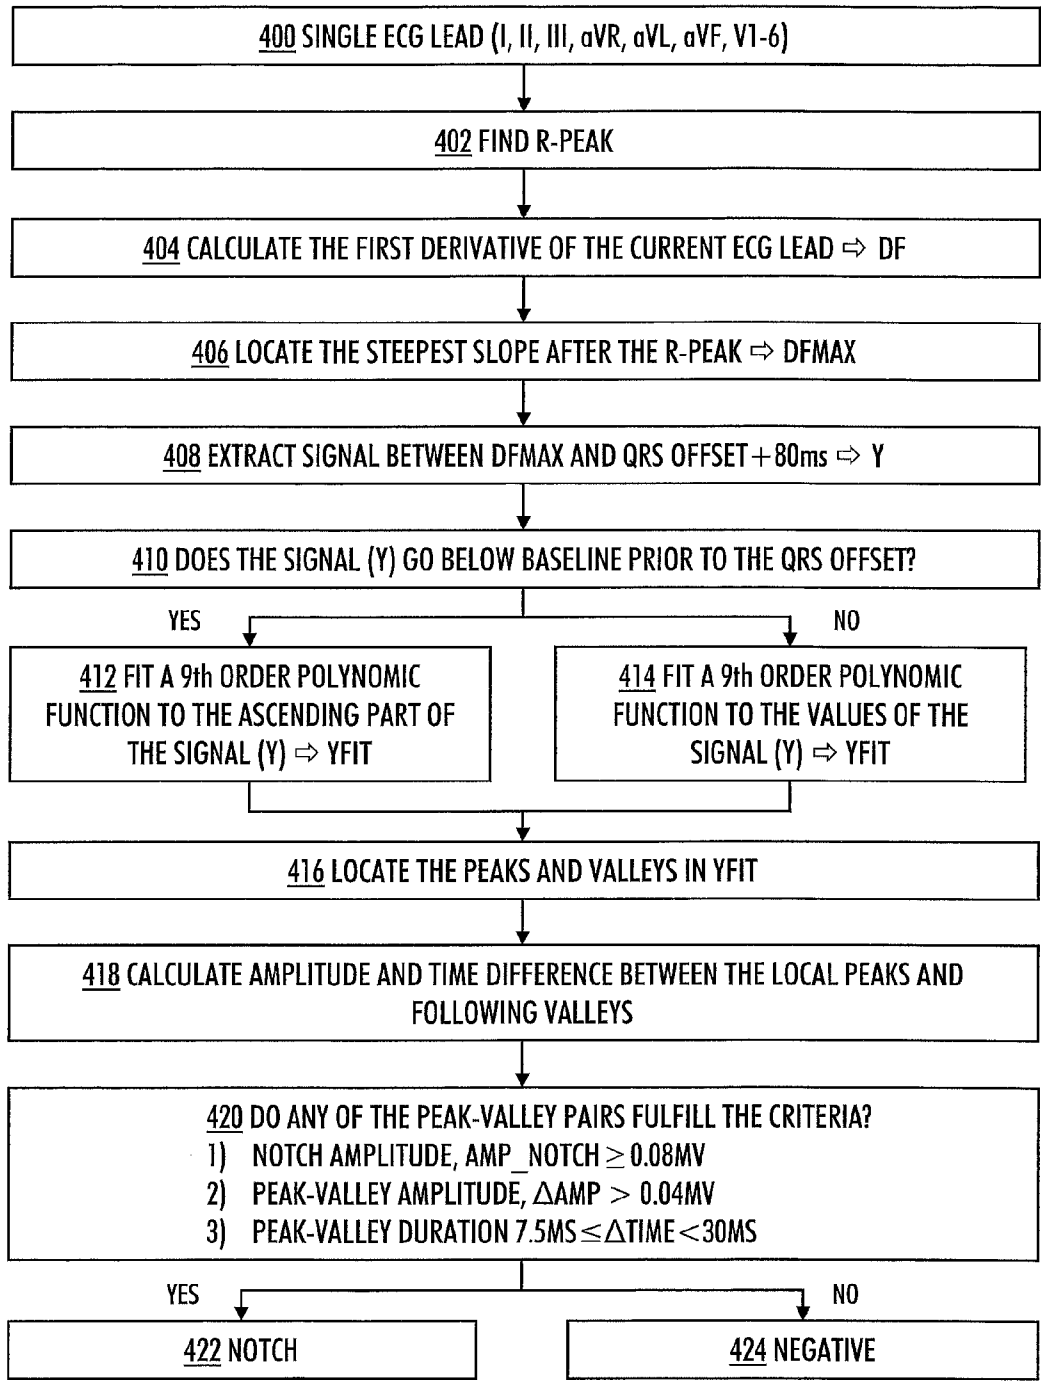 400 SINGLE ECG LEAD (I, II, III, aVR, aVL, aVF, V1-6)
402 FIND R-PEAK
404 CALCULATE THE FIRST DERIVATIVE OF THE CURRENT ECG LEAD ⇨ DF
406 LOCATE THE STEEPEST SLOPE AFTER THE R-PEAK ⇨ DFMAX
408 EXTRACT SIGNAL BETWEEN DFMAX AND QRS OFFSET+80ms ⇨ Y
410 DOES THE SIGNAL (Y) GO BELOW BASELINE PRIOR TO THE QRS OFFSET?
YES
NO
412 FIT A 9th ORDER POLYNOMIC
FUNCTION TO THE ASCENDING PART OF
THE SIGNAL (Y) ⇨ YFIT
414 FIT A 9th ORDER POLYNOMIC
FUNCTION TO THE VALUES OF THE
SIGNAL (Y) ⇨ YFIT
416 LOCATE THE PEAKS AND VALLEYS IN YFIT
418 CALCULATE AMPLITUDE AND TIME DIFFERENCE BETWEEN THE LOCAL PEAKS AND
FOLLOWING VALLEYS
420 DO ANY OF THE PEAK-VALLEY PAIRS FULFILL THE CRITERIA?
1) NOTCH AMPLITUDE, AMP_NOTCH ≥ 0.08MV
2) PEAK-VALLEY AMPLITUDE, ΔAMP > 0.04MV
3) PEAK-VALLEY DURATION 7.5MS≤ΔTIME<30MS
YES
NO
422 NOTCH
424 NEGATIVE